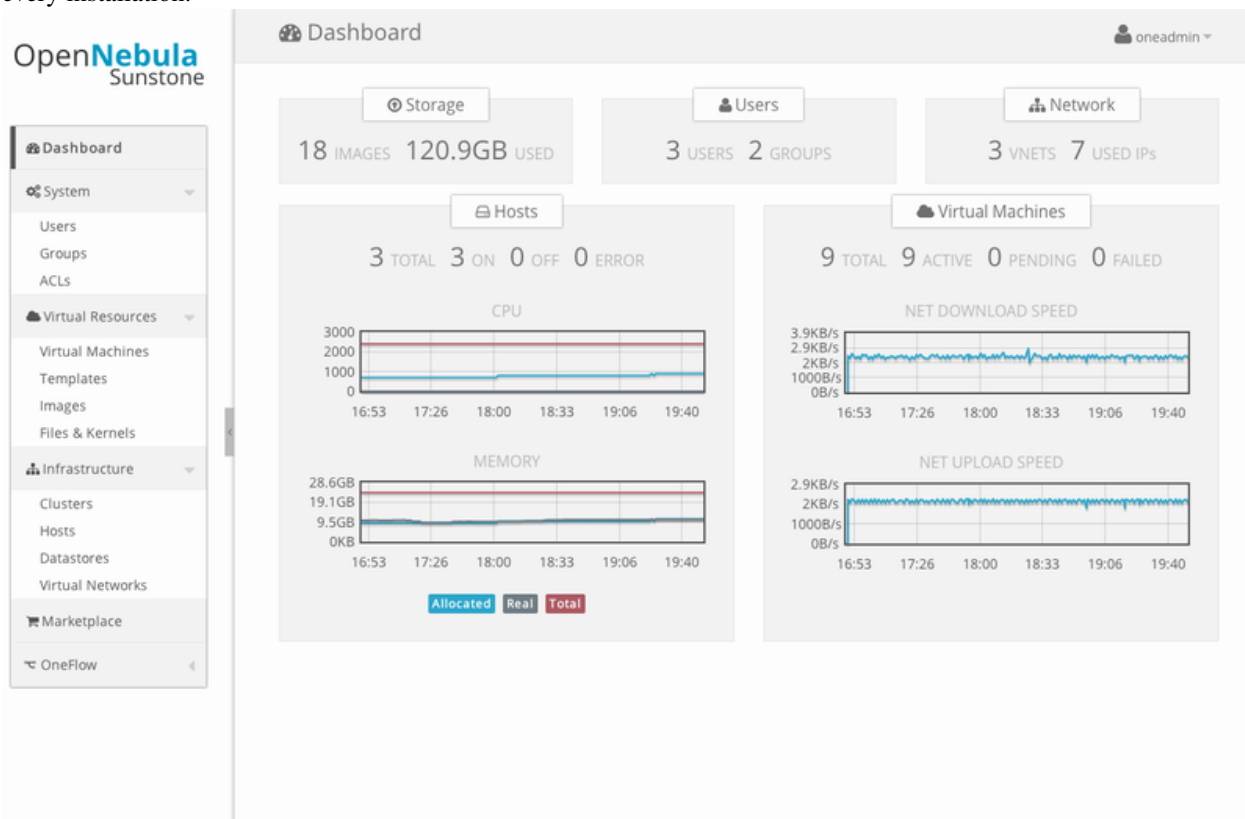 every installation.
OpenNebula
Sunstone
Dashboard
oneadmin
Dashboard
System
Users
Groups
ACLs
Virtual Resources
Virtual Machines
Templates
Images
Files & Kernels
Infrastructure
Clusters
Hosts
Datastores
Virtual Networks
Marketplace
OneFlow
Storage
18 IMAGES 120.9GB USED
Users
3 USERS 2 GROUPS
Network
3 VNETS 7 USED IPs
Hosts
3 TOTAL 3 ON 0 OFF 0 ERROR
CPU
3000
2000
1000
0
16:53 17:26 18:00 18:33 19:06 19:40
MEMORY
28.6GB
19.1GB
9.5GB
0KB
16:53 17:26 18:00 18:33 19:06 19:40
Allocated Real Total
Virtual Machines
9 TOTAL 9 ACTIVE 0 PENDING 0 FAILED
NET DOWNLOAD SPEED
3.9KB/s
2.9KB/s
2KB/s
1000B/s
0B/s
16:53 17:26 18:00 18:33 19:06 19:40
NET UPLOAD SPEED
2.9KB/s
2KB/s
1000B/s
0B/s
16:53 17:26 18:00 18:33 19:06 19:40